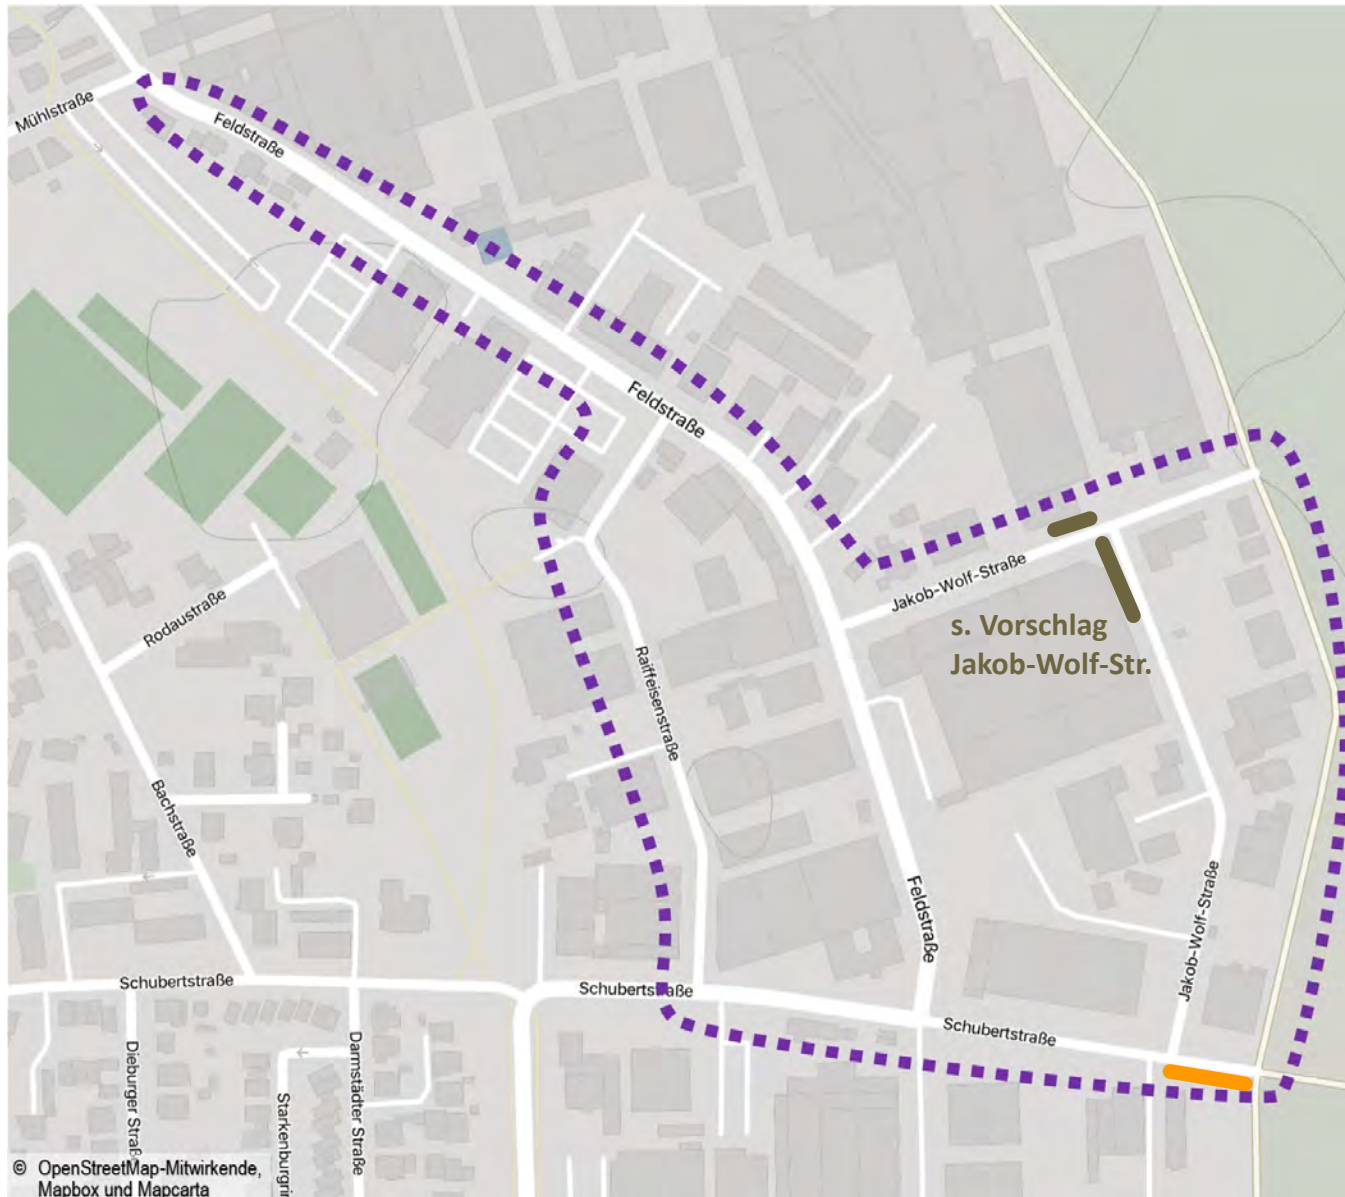 Mühlstraße
Feldstraße
Feldstraße
Jakob-Wolf-Straße
s. Vorschlag
Jakob-Wolf-Str.
Rodaustraße
Raiffeisenstraße
Bachstraße
Feldstraße
Jakob-Wolf-Straße
Schubertstraße
Schubertstraße
Schubertstraße
Dieburger Straße
Darmstädter Straße
© OpenStreetMap-Mitwirkende,
Mapbox und Mapcarta